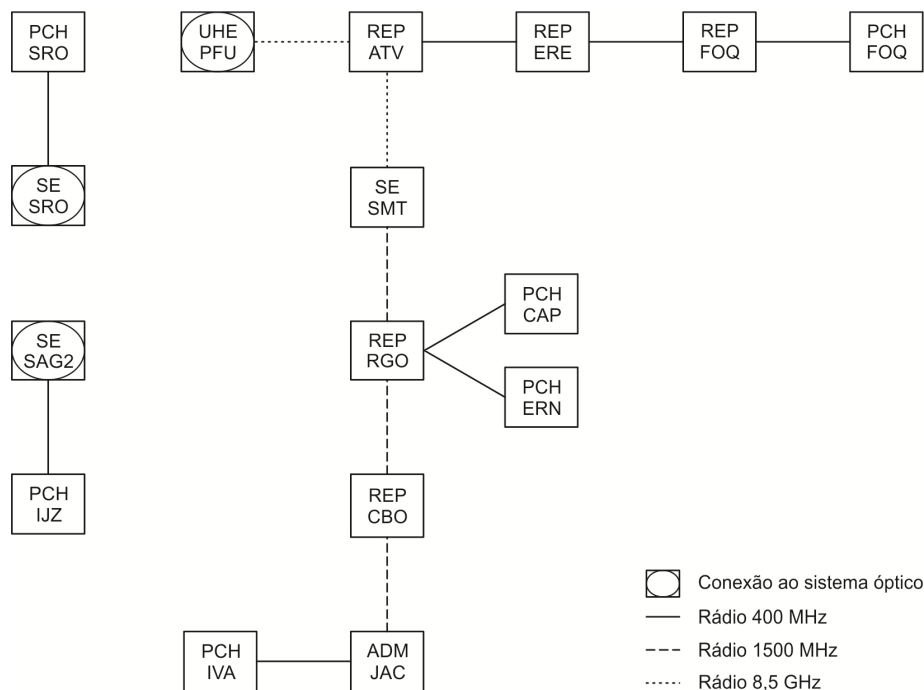 PCH
SRO
UHE
PFU
REP
ATV
REP
ERE
REP
FOQ
PCH
FOQ
SE
SRO
SE
SMT
PCH
CAP
SE
SAG2
REP
RGO
PCH
ERN
PCH
IJZ
REP
CBO
PCH
IVA
ADM
JAC
Conexão ao sistema óptico
Rádio 400 MHz
Rádio 1500 MHz
Rádio 8,5 GHz